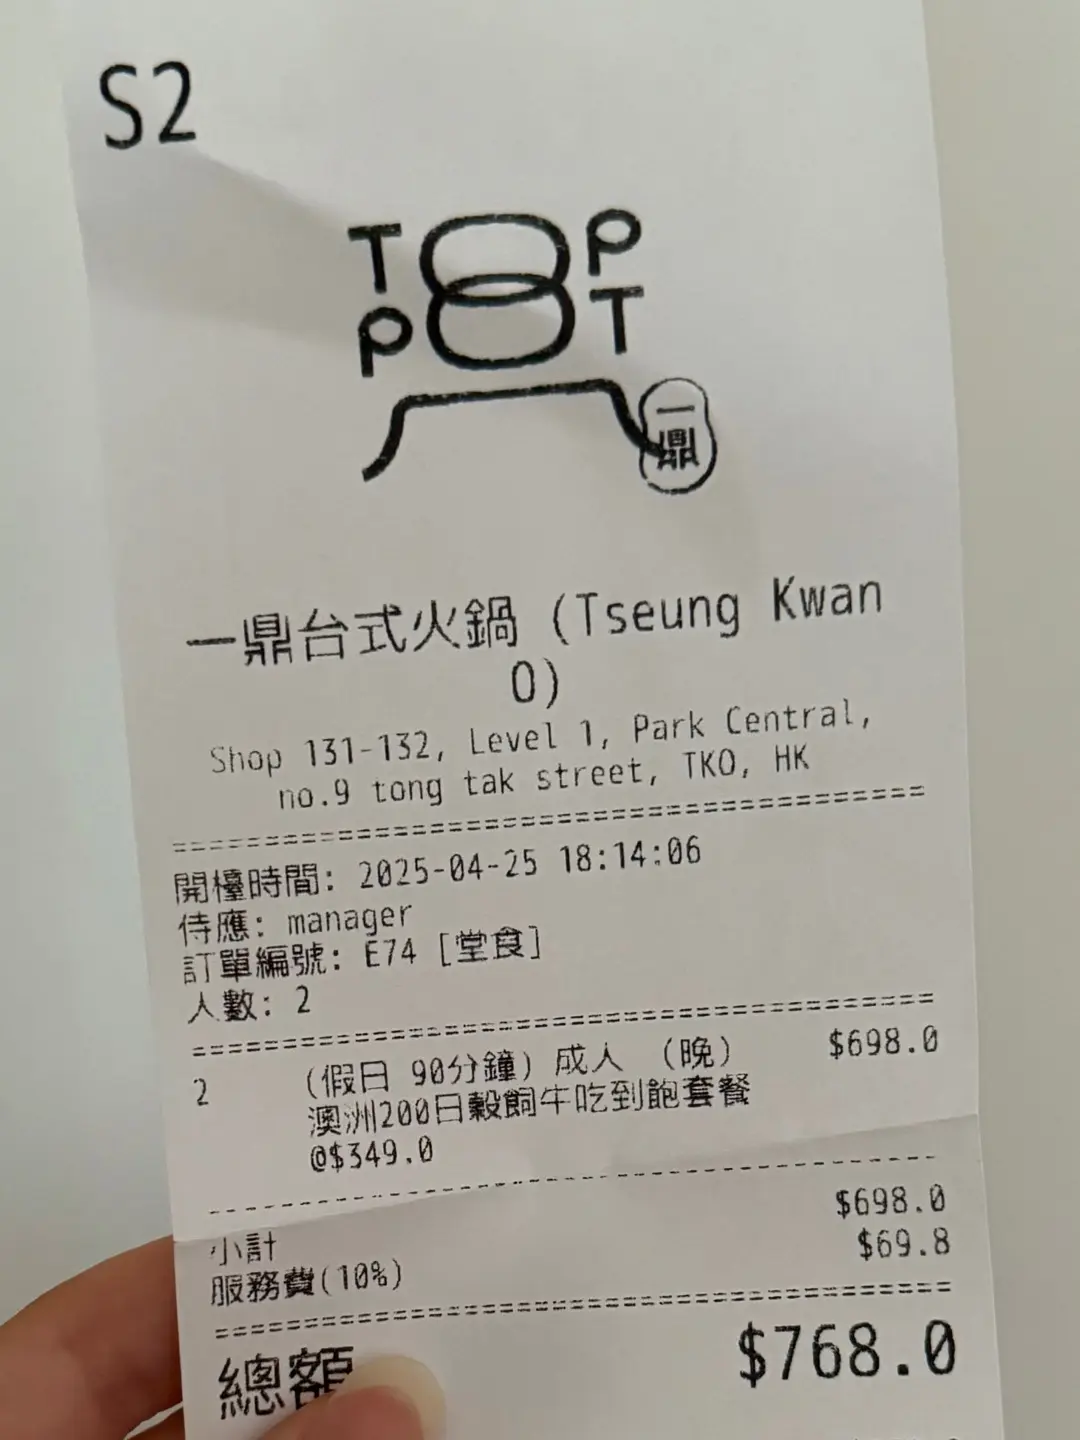 S2
TOP
POT
一鼎
一鼎台式火鍋 (Tseung Kwan
O)
Shop 131-132, Level 1, Park Central,
no.9 tong tak street, TKO, HK
開檯時間: 2025-04-25 18:14:06
侍應: manager
訂單編號: E74 [堂食]
人數: 2
2 (假日 90分鐘) 成人 (晚) $698.0
澳洲200日穀飼牛吃到飽套餐
@$349.0
小計 $698.0
服務費(10%) $69.8
總額 $768.0